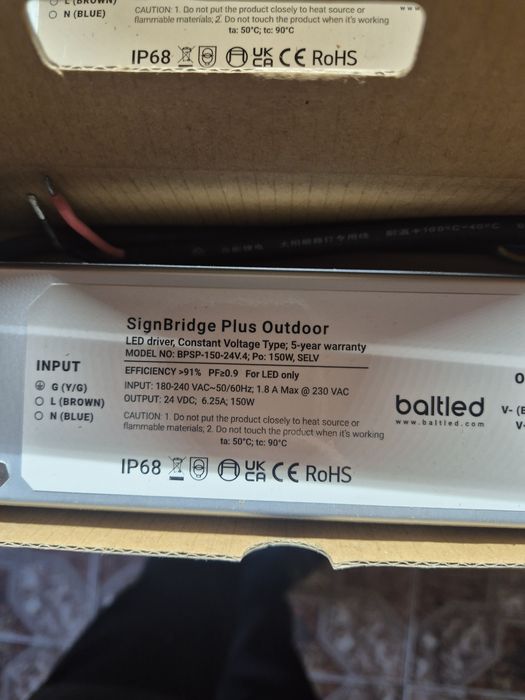 L (BROWN)
N (BLUE)
CAUTION: 1. Do not put the product closely to heat source or
flammable materials; 2. Do not touch the product when it's working
ta: 50°C; tc: 90°C
www
IP68 UK CA CE RoHS
+105°C-40°C
SignBridge Plus Outdoor
LED driver, Constant Voltage Type; 5-year warranty
MODEL NO: BPSP-150-24V.4; Po: 150W, SELV
EFFICIENCY >91% PF≥0.9 For LED only
INPUT: 180-240 VAC~50/60Hz; 1.8 A Max @ 230 VAC
OUTPUT: 24 VDC; 6.25A; 150W
CAUTION: 1. Do not put the product closely to heat source or
flammable materials; 2. Do not touch the product when it's working
ta: 50°C; tc: 90°C
IP68 UK CA CE RoHS
INPUT
G (Y/G)
L (BROWN)
N (BLUE)
baltled
www.baltled.com
O
V- (B
V-